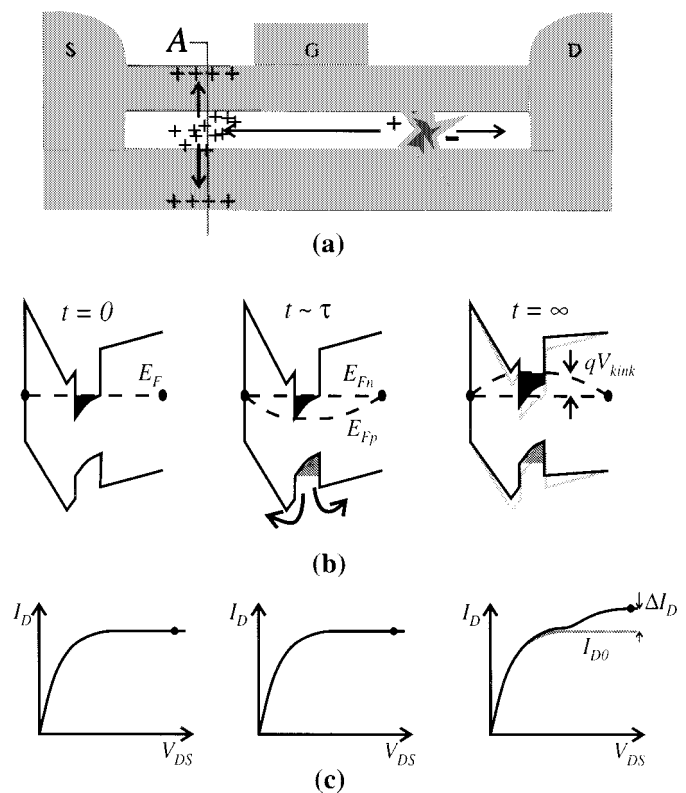 S A G D
+ + + +
+ -
+ + + +
(a)
t = 0 t ~ τ t = ∞
E_F E_Fn qV_kink
E_Fp
(b)
I_D I_D I_D ΔI_D
I_D0
V_DS V_DS V_DS
(c)